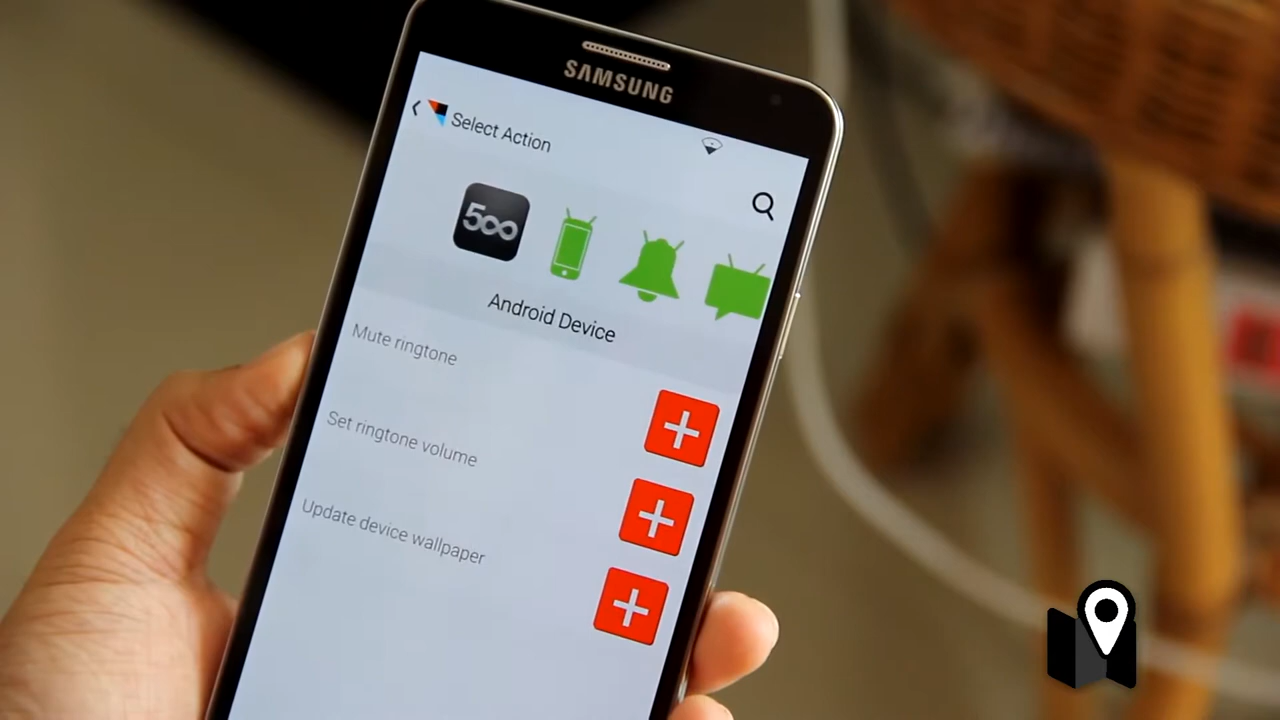 SAMSUNG
Select Action
500
Android Device
Mute ringtone
Set ringtone volume
Update device wallpaper